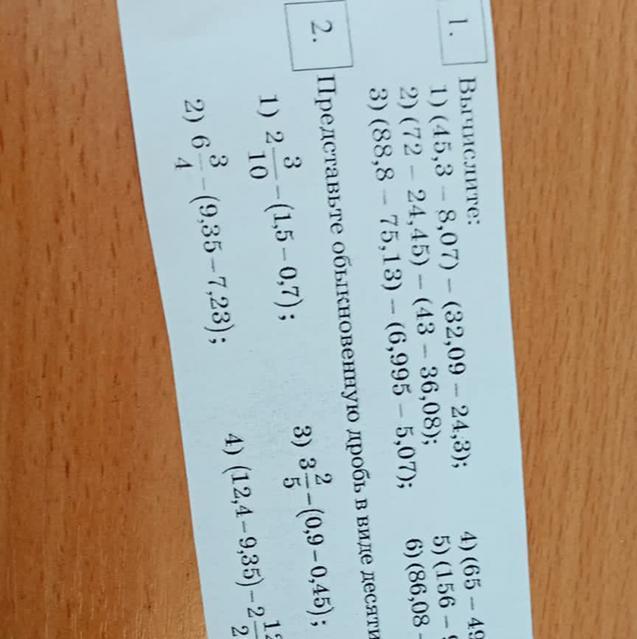 1. Вычислите:
1) (45,3 – 8,07) – (32,09 – 24,3);
2) (72 – 24,45) – (43 – 36,08);
3) (88,8 – 75,13) – (6,995 – 5,07);
4) (65 – 49
5) (156 –
6) (86,08 –
2. Представьте обыкновенную дробь в виде десяти
1) 2 3/10 – (1,5 – 0,7);
2) 6 3/4 – (9,35 – 7,23);
3) 3 2/5 – (0,9 – 0,45);
4) (12,4 – 9,35) – 2